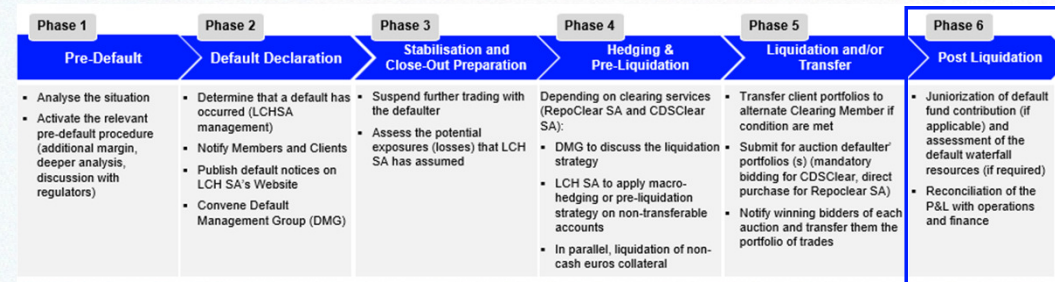 Phase 1
Pre-Default
▪ Analyse the situation
▪ Activate the relevant
pre-default procedure
(additional margin,
deeper analysis,
discussion with
regulators)
Phase 2
Default Declaration
▪ Determine that a default has
occurred (LCHSA
management)
▪ Notify Members and Clients
▪ Publish default notices on
LCH SA's Website
▪ Convene Default
Management Group (DMG)
Phase 3
Stabilisation and
Close-Out Preparation
▪ Suspend further trading with
the defaulter
▪ Assess the potential
exposures (losses) that LCH
SA has assumed
Phase 4
Hedging &
Pre-Liquidation
Depending on clearing services
(RepoClear SA and CDSClear
SA):
▪ DMG to discuss the liquidation
strategy
▪ LCH SA to apply macro-
hedging or pre-liquidation
strategy on non-transferable
accounts
▪ In parallel, liquidation of non-
cash euros collateral
Phase 5
Liquidation and/or
Transfer
▪ Transfer client portfolios to
alternate Clearing Member if
condition are met
▪ Submit for auction defaulter'
portfolios (s) (mandatory
bidding for CDSClear, direct
purchase for Repoclear SA)
▪ Notify winning bidders of each
auction and transfer them the
portfolio of trades
Phase 6
Post Liquidation
▪ Juniorization of default
fund contribution (if
applicable) and
assessment of the
default waterfall
resources (if required)
▪ Reconciliation of the
P&L with operations
and finance